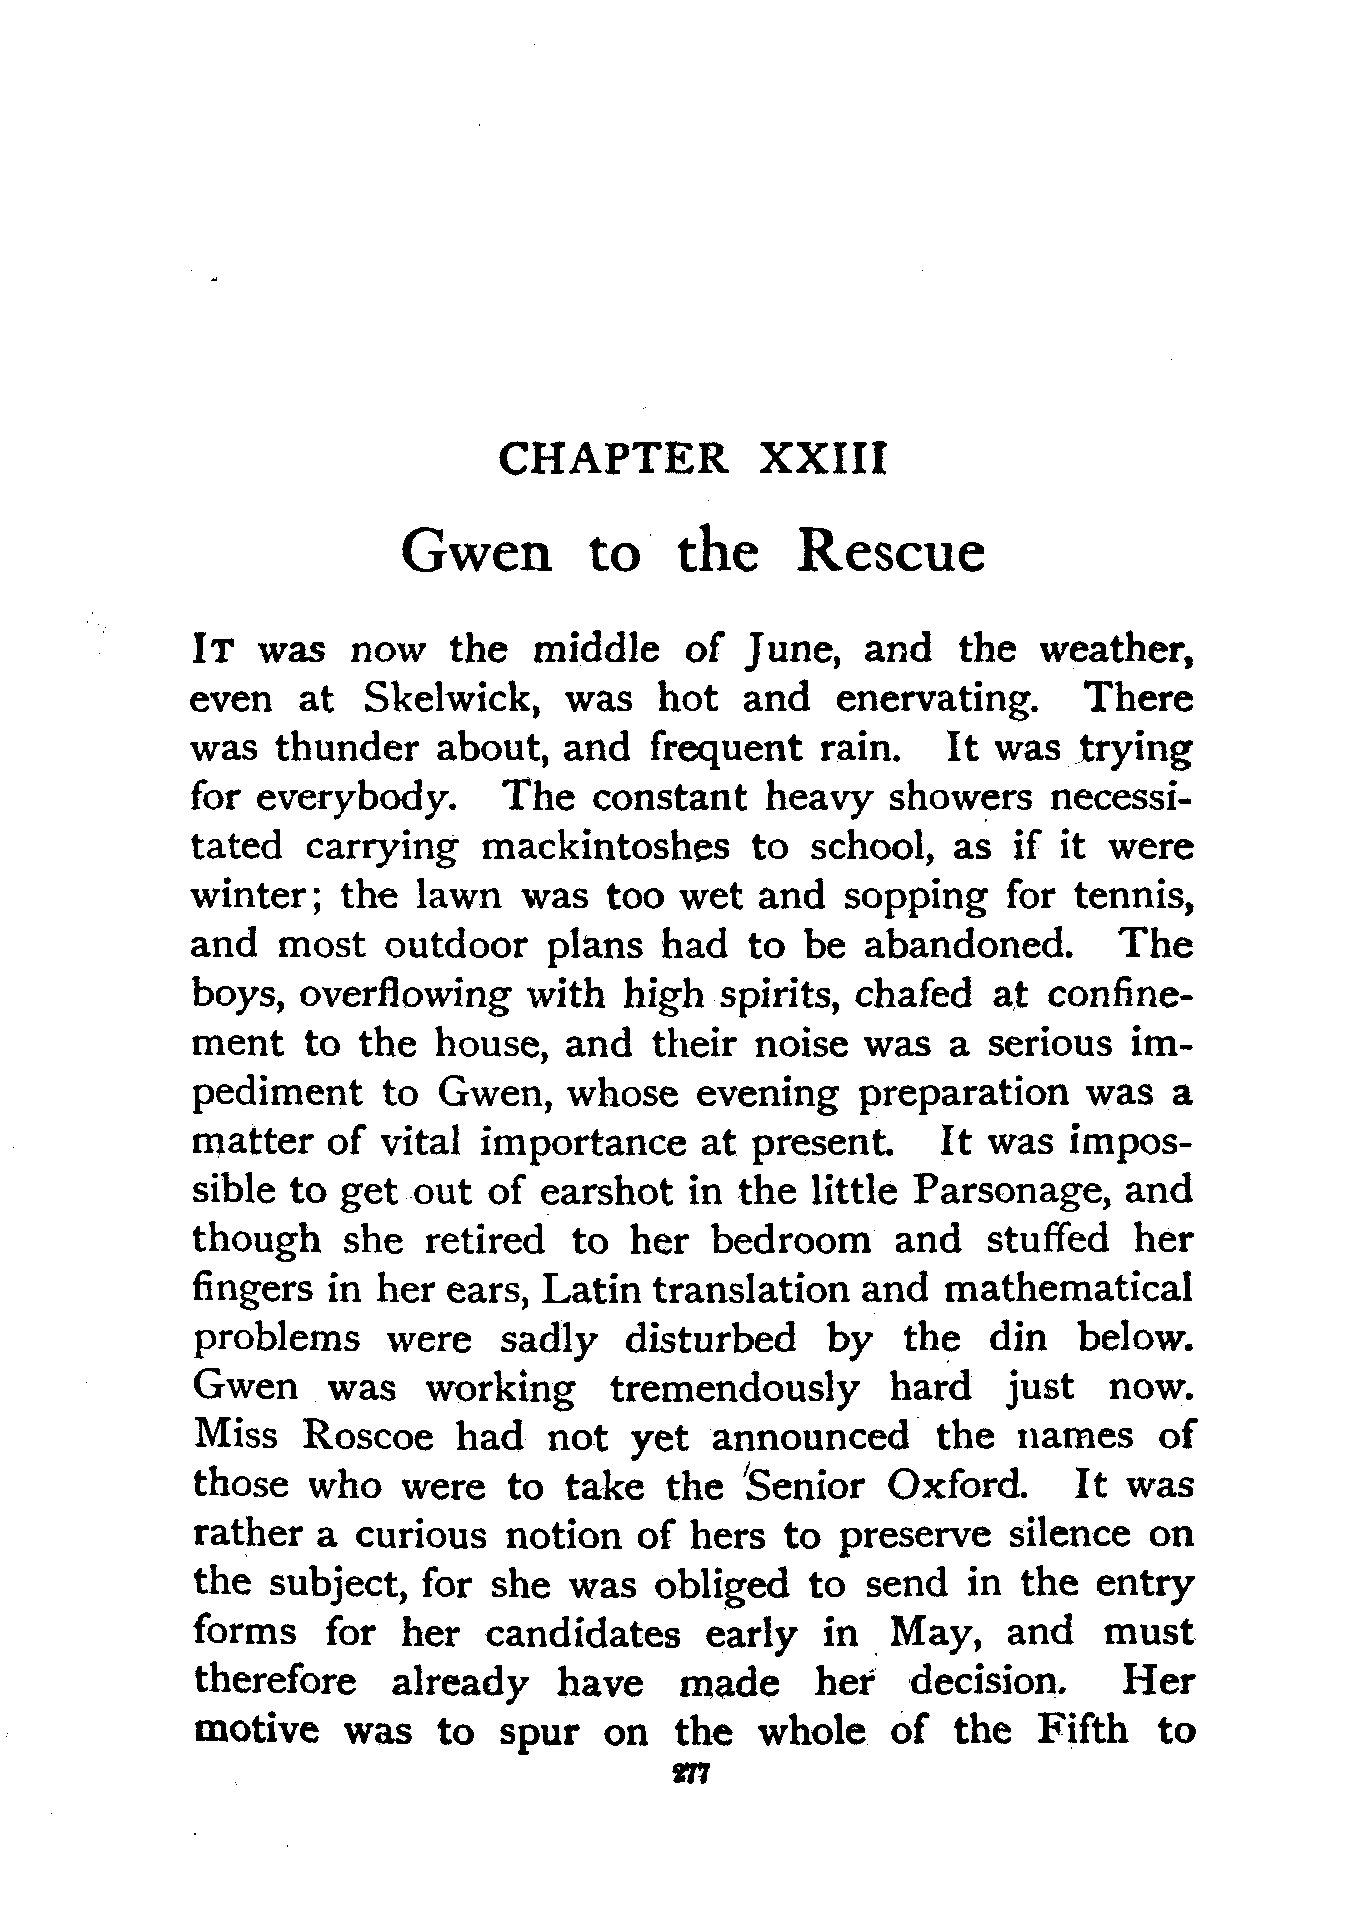 CHAPTER XXIII
Gwen to the Rescue
IT was now the middle of June, and the weather,
even at Skelwick, was hot and enervating. There
was thunder about, and frequent rain. It was trying
for everybody. The constant heavy showers necessi-
tated carrying mackintoshes to school, as if it were
winter; the lawn was too wet and sopping for tennis,
and most outdoor plans had to be abandoned. The
boys, overflowing with high spirits, chafed at confine-
ment to the house, and their noise was a serious im-
pediment to Gwen, whose evening preparation was a
matter of vital importance at present. It was impos-
sible to get out of earshot in the little Parsonage, and
though she retired to her bedroom and stuffed her
fingers in her ears, Latin translation and mathematical
problems were sadly disturbed by the din below.
Gwen was working tremendously hard just now.
Miss Roscoe had not yet announced the names of
those who were to take the Senior Oxford. It was
rather a curious notion of hers to preserve silence on
the subject, for she was obliged to send in the entry
forms for her candidates early in May, and must
therefore already have made her decision. Her
motive was to spur on the whole of the Fifth to
277